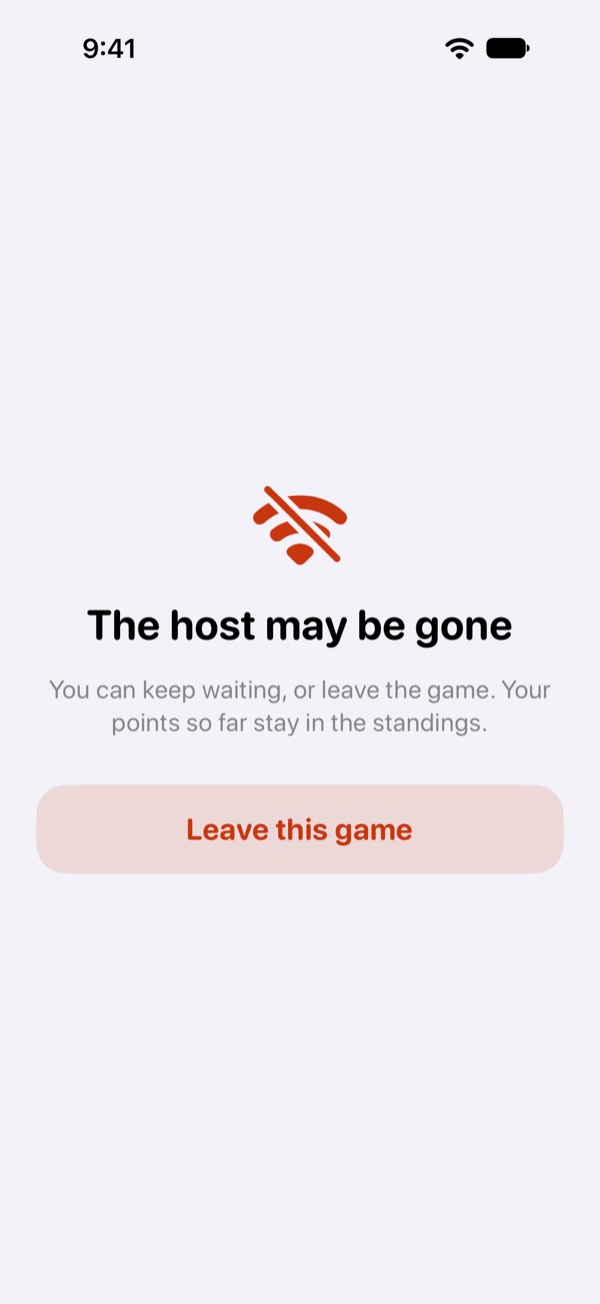 9:41
The host may be gone
You can keep waiting, or leave the game. Your
points so far stay in the standings.
Leave this game